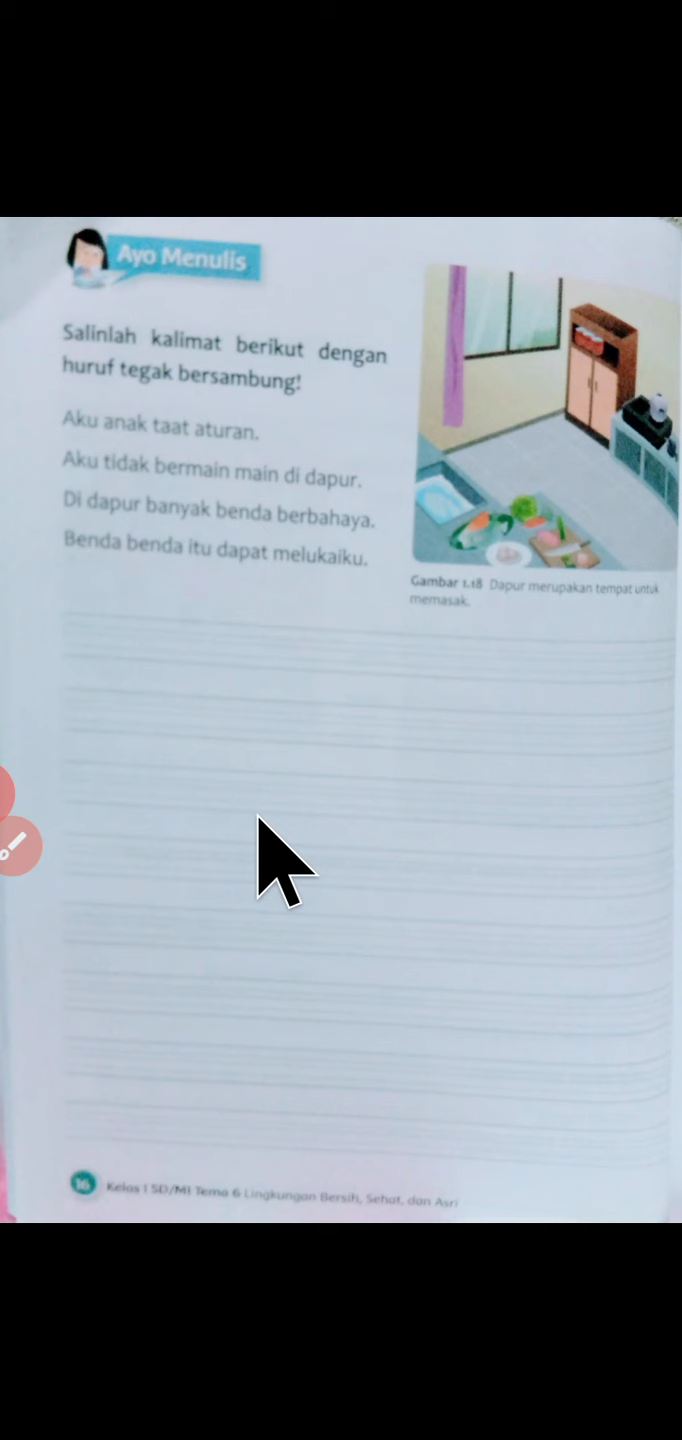 Ayo Menulis
Salinlah kalimat berikut dengan
huruf tegak bersambung!
Aku anak taat aturan.
Aku tidak bermain main di dapur.
Di dapur banyak benda berbahaya.
Benda benda itu dapat melukaiku.
Gambar 1.18 Dapur merupakan tempat untuk
memasak.
16 Kelas I SD/MI Tema 6 Lingkungan Bersih, Sehat, dan Asri